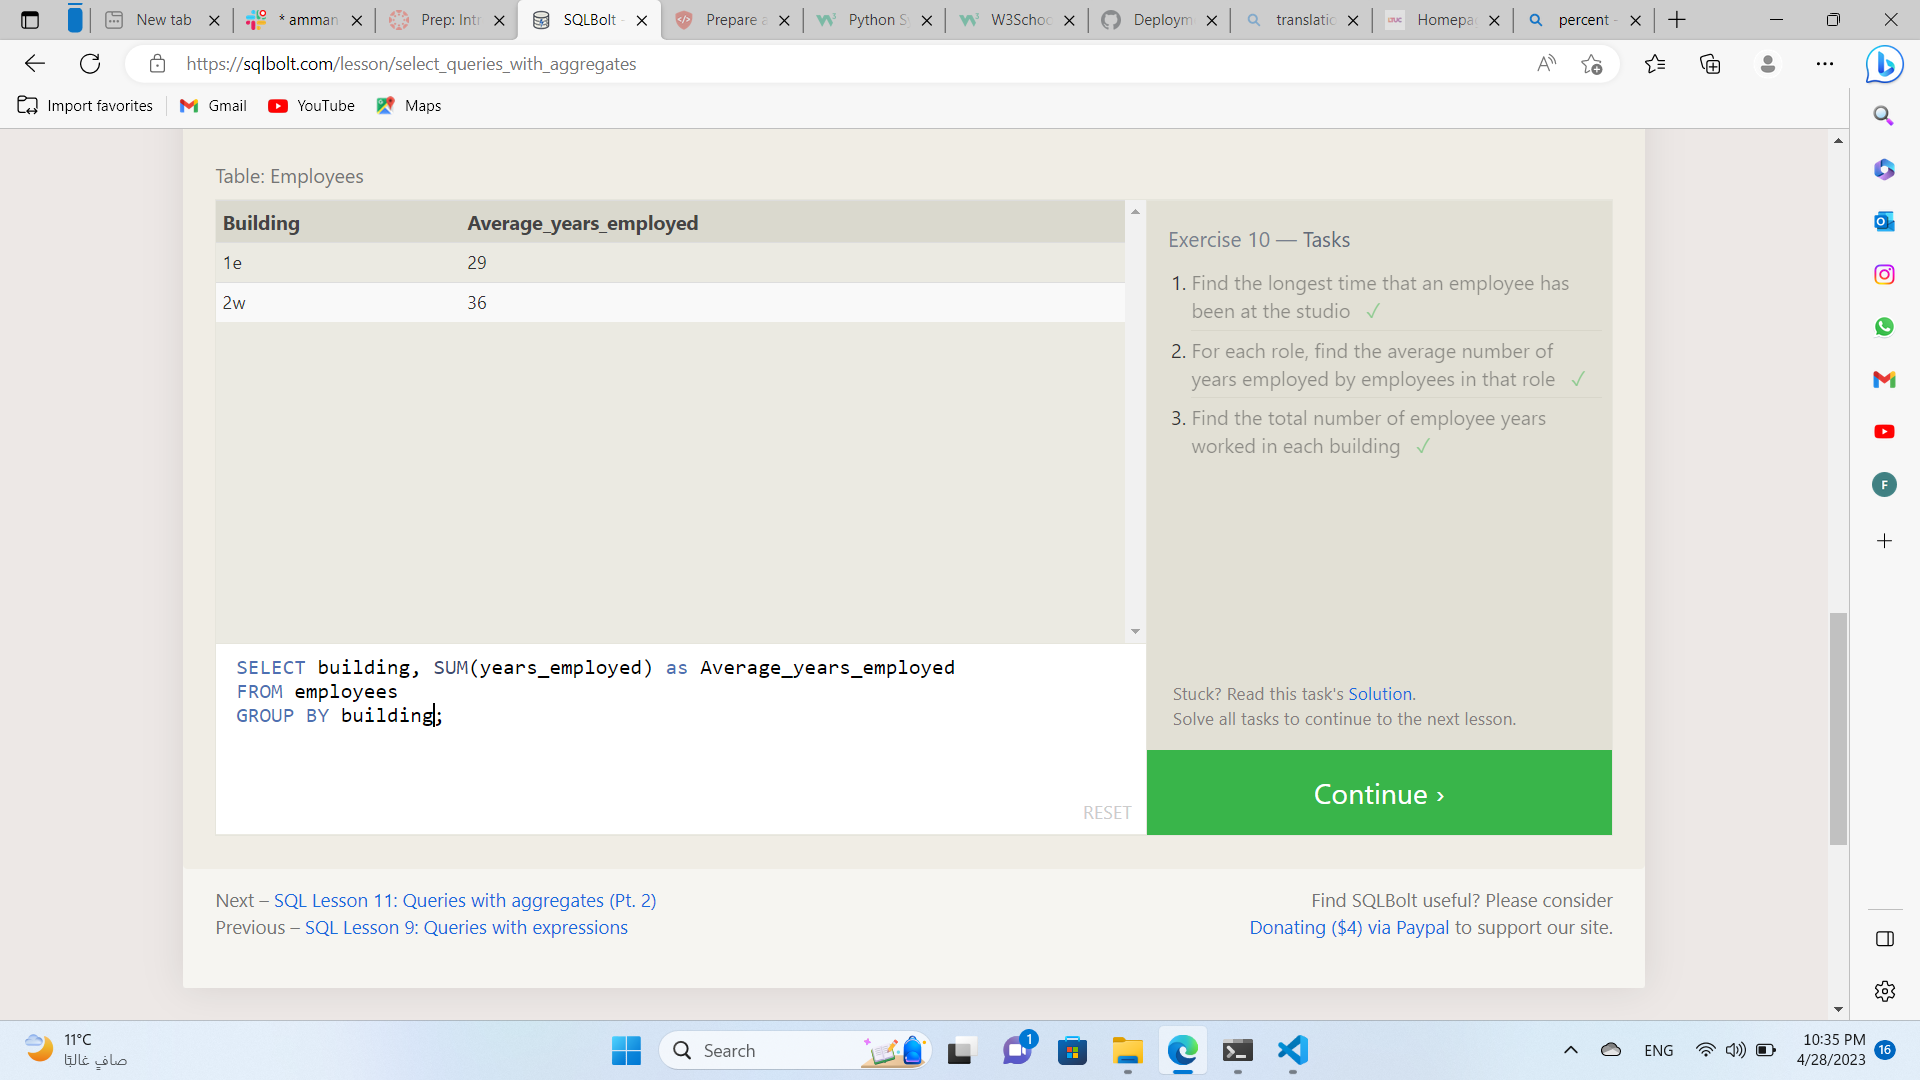 New tab
* amman
Prep: Intr
SQLBolt -
Prepare a
Python S
W3Schoo
Deploym
translatio
Homepa
percent -
https://sqlbolt.com/lesson/select_queries_with_aggregates
Import favorites
Gmail
YouTube
Maps
Table: Employees
Building Average_years_employed
1e 29
2w 36
SELECT building, SUM(years_employed) as Average_years_employed
FROM employees
GROUP BY building;
RESET
Exercise 10 — Tasks
1. Find the longest time that an employee has
been at the studio ✓
2. For each role, find the average number of
years employed by employees in that role ✓
3. Find the total number of employee years
worked in each building ✓
Stuck? Read this task's Solution.
Solve all tasks to continue to the next lesson.
Continue ›
Next – SQL Lesson 11: Queries with aggregates (Pt. 2)
Previous – SQL Lesson 9: Queries with expressions
Find SQLBolt useful? Please consider
Donating ($4) via Paypal to support our site.
F
11°C
صافٍ غالبًا
Search
1
ENG
10:35 PM
4/28/2023
16